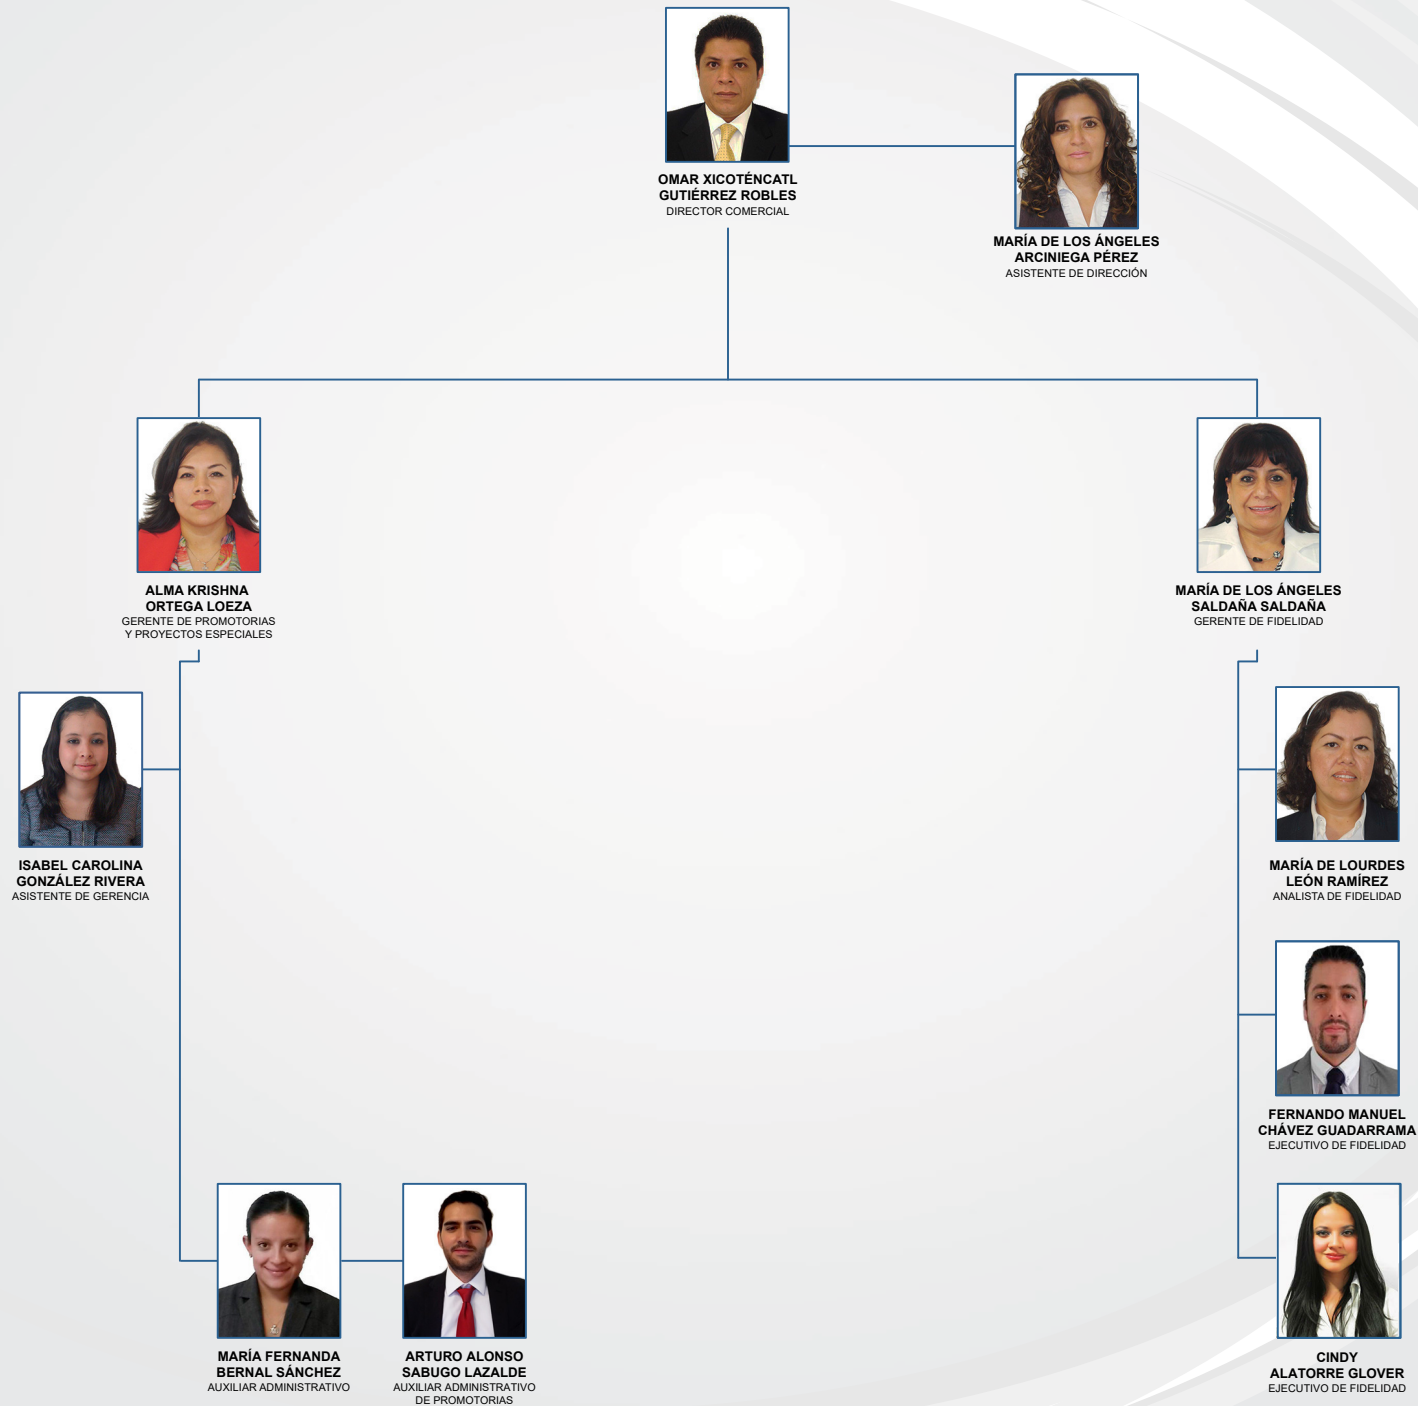 OMAR XICOTÉNCATL
GUTIÉRREZ ROBLES
DIRECTOR COMERCIAL
MARÍA DE LOS ÁNGELES
ARCINIEGA PÉREZ
ASISTENTE DE DIRECCIÓN
ALMA KRISHNA
ORTEGA LOEZA
GERENTE DE PROMOTORIAS
Y PROYECTOS ESPECIALES
MARÍA DE LOS ÁNGELES
SALDAÑA SALDAÑA
GERENTE DE FIDELIDAD
ISABEL CAROLINA
GONZÁLEZ RIVERA
ASISTENTE DE GERENCIA
MARÍA DE LOURDES
LEÓN RAMÍREZ
ANALISTA DE FIDELIDAD
FERNANDO MANUEL
CHÁVEZ GUADARRAMA
EJECUTIVO DE FIDELIDAD
MARÍA FERNANDA
BERNAL SÁNCHEZ
AUXILIAR ADMINISTRATIVO
ARTURO ALONSO
SABUGO LAZALDE
AUXILIAR ADMINISTRATIVO
DE PROMOTORIAS
CINDY
ALATORRE GLOVER
EJECUTIVO DE FIDELIDAD